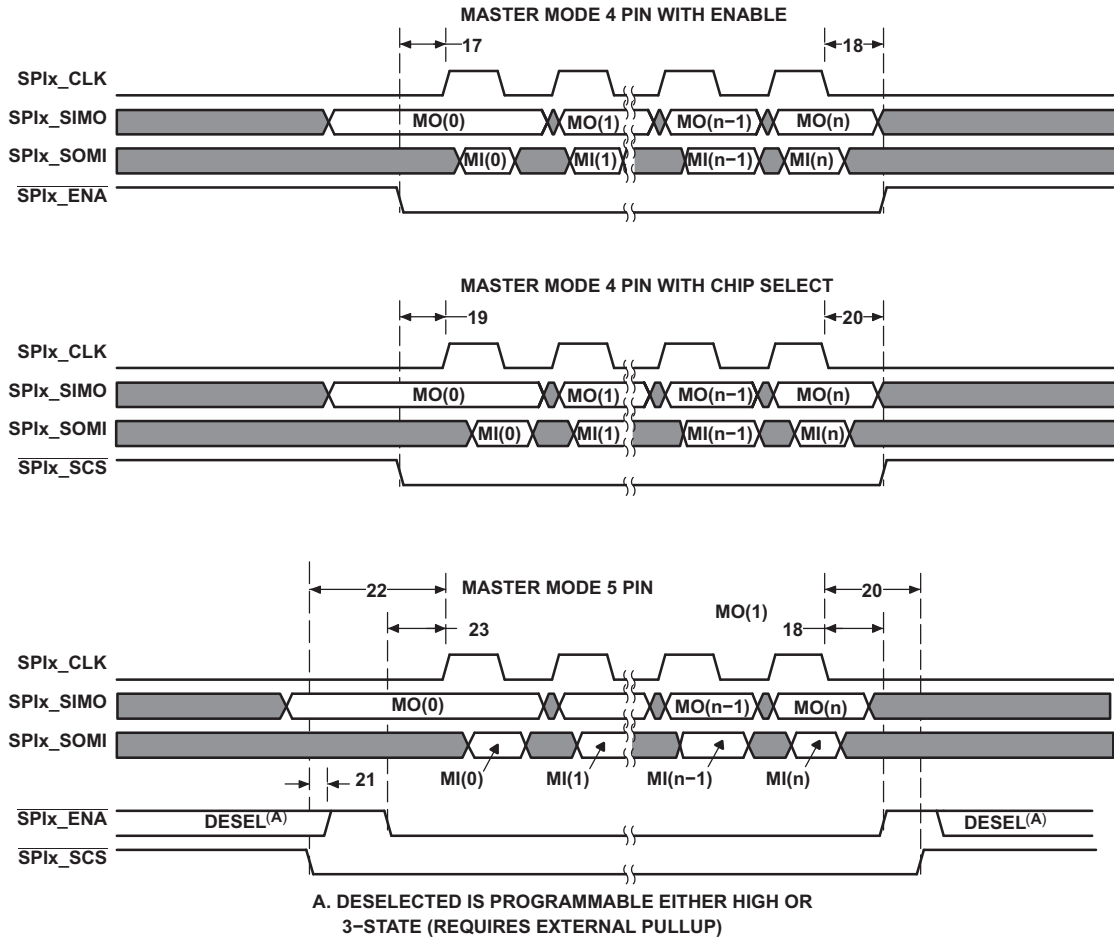 MASTER MODE 4 PIN WITH ENABLE
17
18
SPIx_CLK
SPIx_SIMO
MO(0)
MO(1)
MO(n−1)
MO(n)
SPIx_SOMI
MI(0)
MI(1)
MI(n−1)
MI(n)
SPIx_ENA
MASTER MODE 4 PIN WITH CHIP SELECT
19
20
SPIx_CLK
SPIx_SIMO
MO(0)
MO(1)
MO(n−1)
MO(n)
SPIx_SOMI
MI(0)
MI(1)
MI(n−1)
MI(n)
SPIx_SCS
22
MASTER MODE 5 PIN
20
MO(1)
23
18
SPIx_CLK
SPIx_SIMO
MO(0)
MO(n−1)
MO(n)
SPIx_SOMI
MI(0)
MI(1)
MI(n−1)
MI(n)
21
SPIx_ENA
DESEL(A)
DESEL(A)
SPIx_SCS
A. DESELECTED IS PROGRAMMABLE EITHER HIGH OR
3−STATE (REQUIRES EXTERNAL PULLUP)